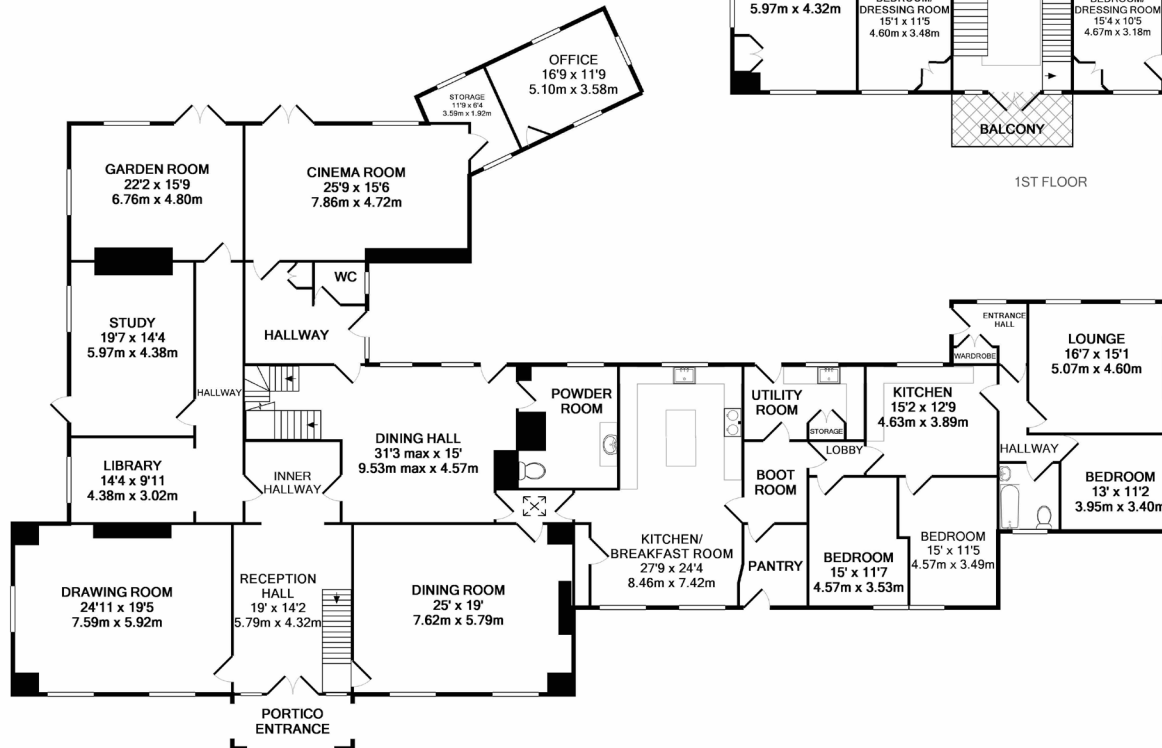 5.97m x 4.32m
BEDROOM/
DRESSING ROOM
15'1 x 11'5
4.60m x 3.48m
BEDROOM/
DRESSING ROOM
15'4 x 10'5
4.67m x 3.18m
BALCONY
1ST FLOOR
OFFICE
16'9 x 11'9
5.10m x 3.58m
STORAGE
11'9 x 6'4
3.59m x 1.92m
GARDEN ROOM
22'2 x 15'9
6.76m x 4.80m
CINEMA ROOM
25'9 x 15'6
7.86m x 4.72m
WC
HALLWAY
STUDY
19'7 x 14'4
5.97m x 4.38m
HALLWAY
LIBRARY
14'4 x 9'11
4.38m x 3.02m
INNER
HALLWAY
DINING HALL
31'3 max x 15'
9.53m max x 4.57m
POWDER
ROOM
UTILITY
ROOM
STORAGE
KITCHEN
15'2 x 12'9
4.63m x 3.89m
ENTRANCE
HALL
WARDROBE
LOUNGE
16'7 x 15'1
5.07m x 4.60m
LOBBY
BOOT
ROOM
HALLWAY
BEDROOM
13' x 11'2
3.95m x 3.40m
DRAWING ROOM
24'11 x 19'5
7.59m x 5.92m
RECEPTION
HALL
19' x 14'2
5.79m x 4.32m
DINING ROOM
25' x 19'
7.62m x 5.79m
KITCHEN/
BREAKFAST ROOM
27'9 x 24'4
8.46m x 7.42m
PANTRY
BEDROOM
15' x 11'7
4.57m x 3.53m
BEDROOM
15' x 11'5
4.57m x 3.49m
PORTICO
ENTRANCE